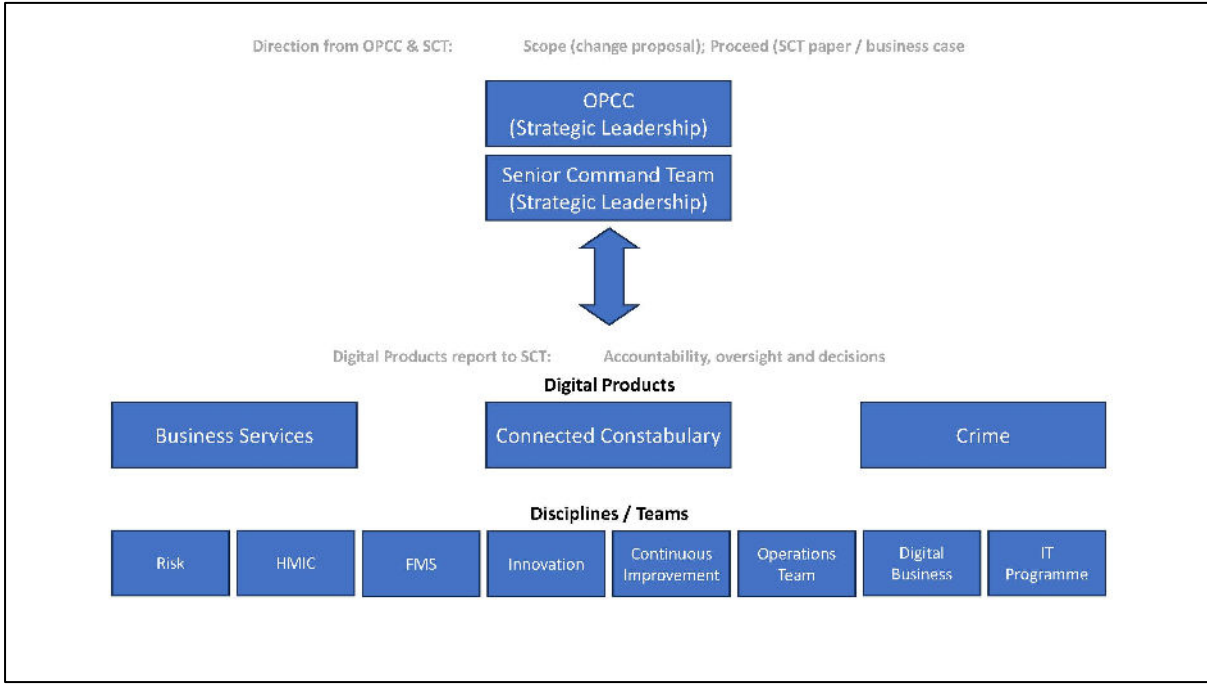 Direction from OPCC & SCT: Scope (change proposal); Proceed (SCT paper / business case
OPCC
(Strategic Leadership)
Senior Command Team
(Strategic Leadership)
Digital Products report to SCT: Accountability, oversight and decisions
Digital Products
Business Services
Connected Constabulary
Crime
Disciplines / Teams
Risk
HMIC
FMS
Innovation
Continuous
Improvement
Operations
Team
Digital
Business
IT
Programme